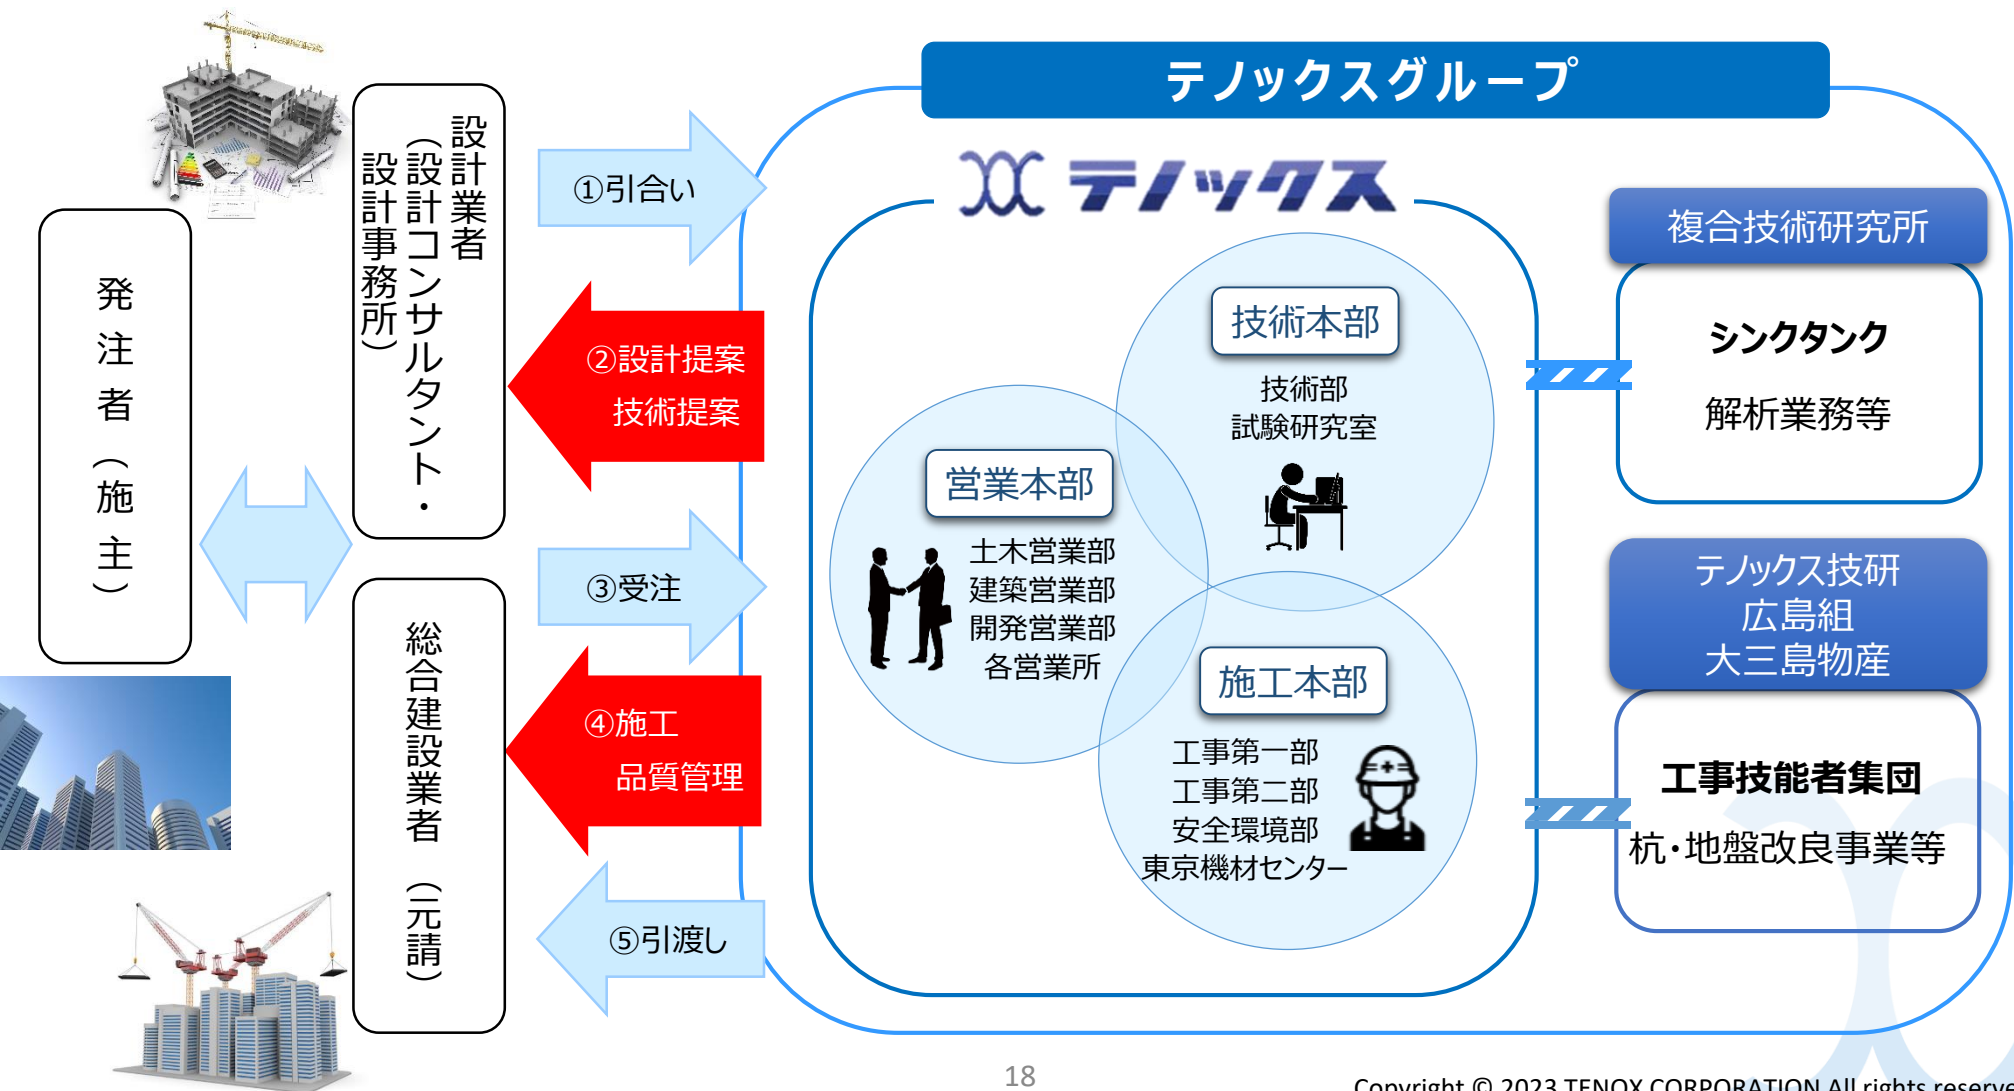 テノックスグループ
テノックス
発注者（施主）
設計業者
（設計コンサルタント・
設計事務所）
総合建設業者（元請）
①引合い
②設計提案
技術提案
③受注
④施工
品質管理
⑤引渡し
技術本部
技術部
試験研究室
営業本部
土木営業部
建築営業部
開発営業部
各営業所
施工本部
工事第一部
工事第二部
安全環境部
東京機材センター
複合技術研究所
シンクタンク
解析業務等
テノックス技研
広島組
大三島物産
工事技能者集団
杭・地盤改良事業等
18
Copyright © 2023 TENOX CORPORATION All rights reserve